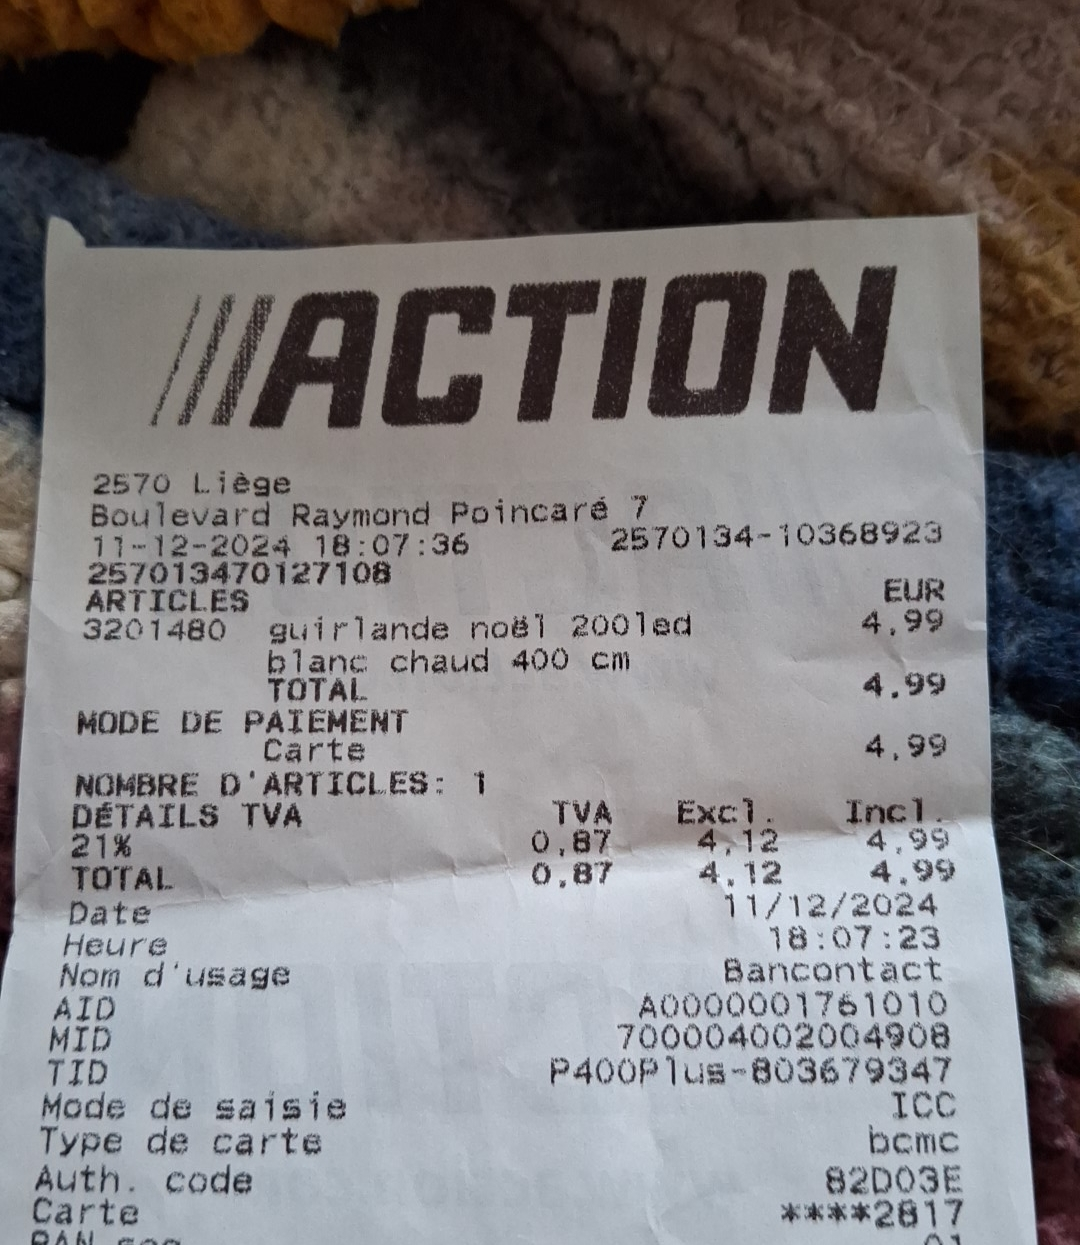 ACTION
2570 Liège
Boulevard Raymond Poincaré 7
11-12-2024 18:07:36 2570134-10368923
257013470127108
ARTICLES EUR
3201480 guirlande noël 200led 4,99
blanc chaud 400 cm
TOTAL 4,99
MODE DE PAIEMENT
Carte 4,99
NOMBRE D'ARTICLES: 1
DÉTAILS TVA TVA Excl. Incl.
21% 0,87 4,12 4,99
TOTAL 0,87 4,12 4,99
Date 11/12/2024
Heure 18:07:23
Nom d'usage Bancontact
AID A0000001761010
MID 700004002004908
TID P400Plus-803679347
Mode de saisie ICC
Type de carte bcmc
Auth. code 82D03E
Carte ****2817